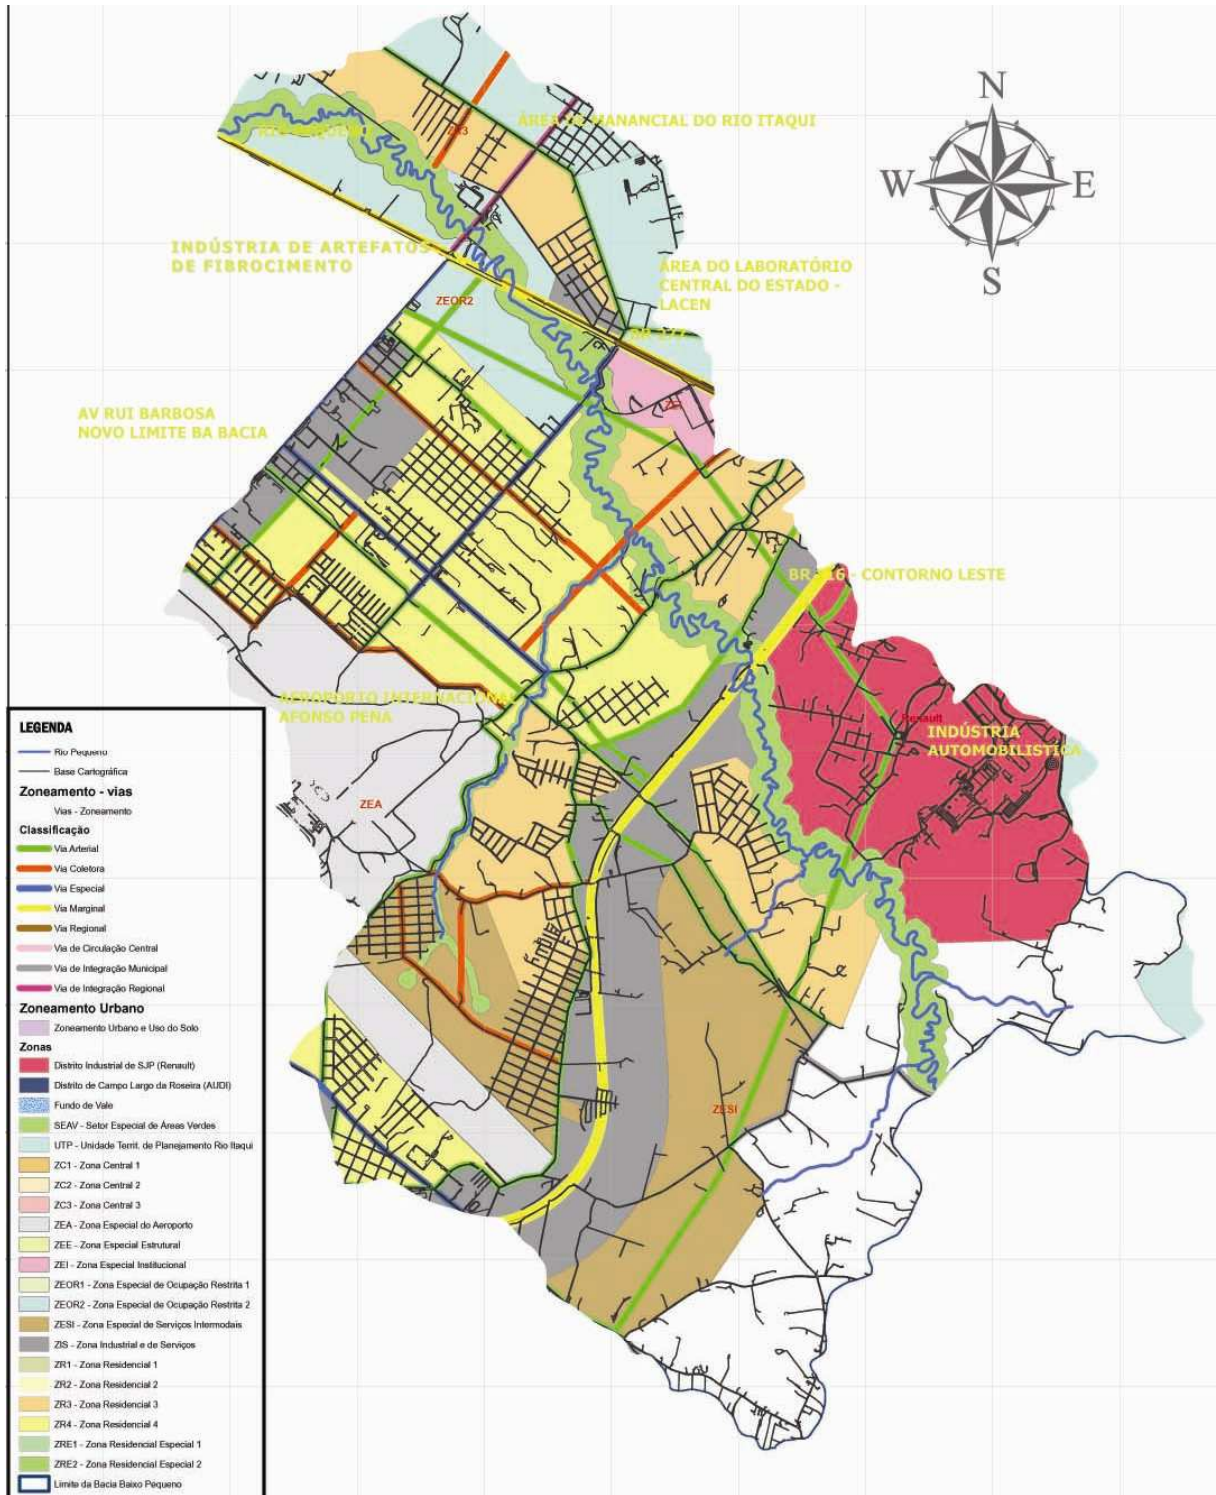 N
W
E
S
ÁREA DE MANANCIAL DO RIO ITAQUI
ZR3
INDÚSTRIA DE ARTEFATOS
DE FIBROCIMENTO
ÁREA DO LABORATÓRIO
CENTRAL DO ESTADO -
LACEN
ZEOR2
BR 277
ZEI
AV RUI BARBOSA
NOVO LIMITE BA BACIA
BR-116 - CONTORNO LESTE
AEROPORTO INTERNACIONAL
AFONSO PENA
Renault
INDÚSTRIA
AUTOMOBILISTICA
ZEA
ZESI
LEGENDA
Rio Pequeno
Base Cartográfica
Zoneamento - vias
Vias - Zoneamento
Classificação
Via Arterial
Via Coletora
Via Especial
Via Marginal
Via Regional
Via de Circulação Central
Via de Integração Municipal
Via de Integração Regional
Zoneamento Urbano
Zoneamento Urbano e Uso do Solo
Zonas
Distrito Industrial de SJP (Renault)
Distrito de Campo Largo da Roseira (AUDI)
Fundo de Vale
SEAV - Setor Especial de Áreas Verdes
UTP - Unidade Territ. de Planejamento Rio Itaqui
ZC1 - Zona Central 1
ZC2 - Zona Central 2
ZC3 - Zona Central 3
ZEA - Zona Especial do Aeroporto
ZEE - Zona Especial Estrutural
ZEI - Zona Especial Institucional
ZEOR1 - Zona Especial de Ocupação Restrita 1
ZEOR2 - Zona Especial de Ocupação Restrita 2
ZESI - Zona Especial de Serviços Intermodais
ZIS - Zona Industrial e de Serviços
ZR1 - Zona Residencial 1
ZR2 - Zona Residencial 2
ZR3 - Zona Residencial 3
ZR4 - Zona Residencial 4
ZRE1 - Zona Residencial Especial 1
ZRE2 - Zona Residencial Especial 2
Limite da Bacia Baixo Pequeno